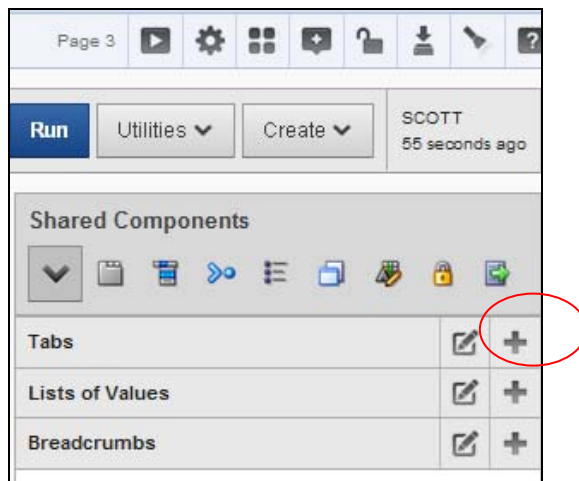 Page 3
Run Utilities Create SCOTT
55 seconds ago
Shared Components
Tabs
Lists of Values
Breadcrumbs